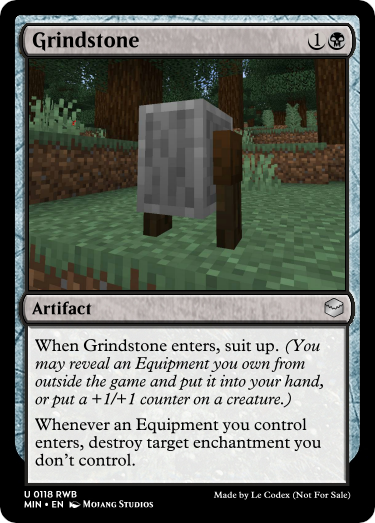 Grindstone 1
Artifact
When Grindstone enters, suit up. (You
may reveal an Equipment you own from
outside the game and put it into your hand,
or put a +1/+1 counter on a creature.)
Whenever an Equipment you control
enters, destroy target enchantment you
don't control.
U 0118 RWB
MIN • EN Mojang Studios
Made by Le Codex (Not For Sale)